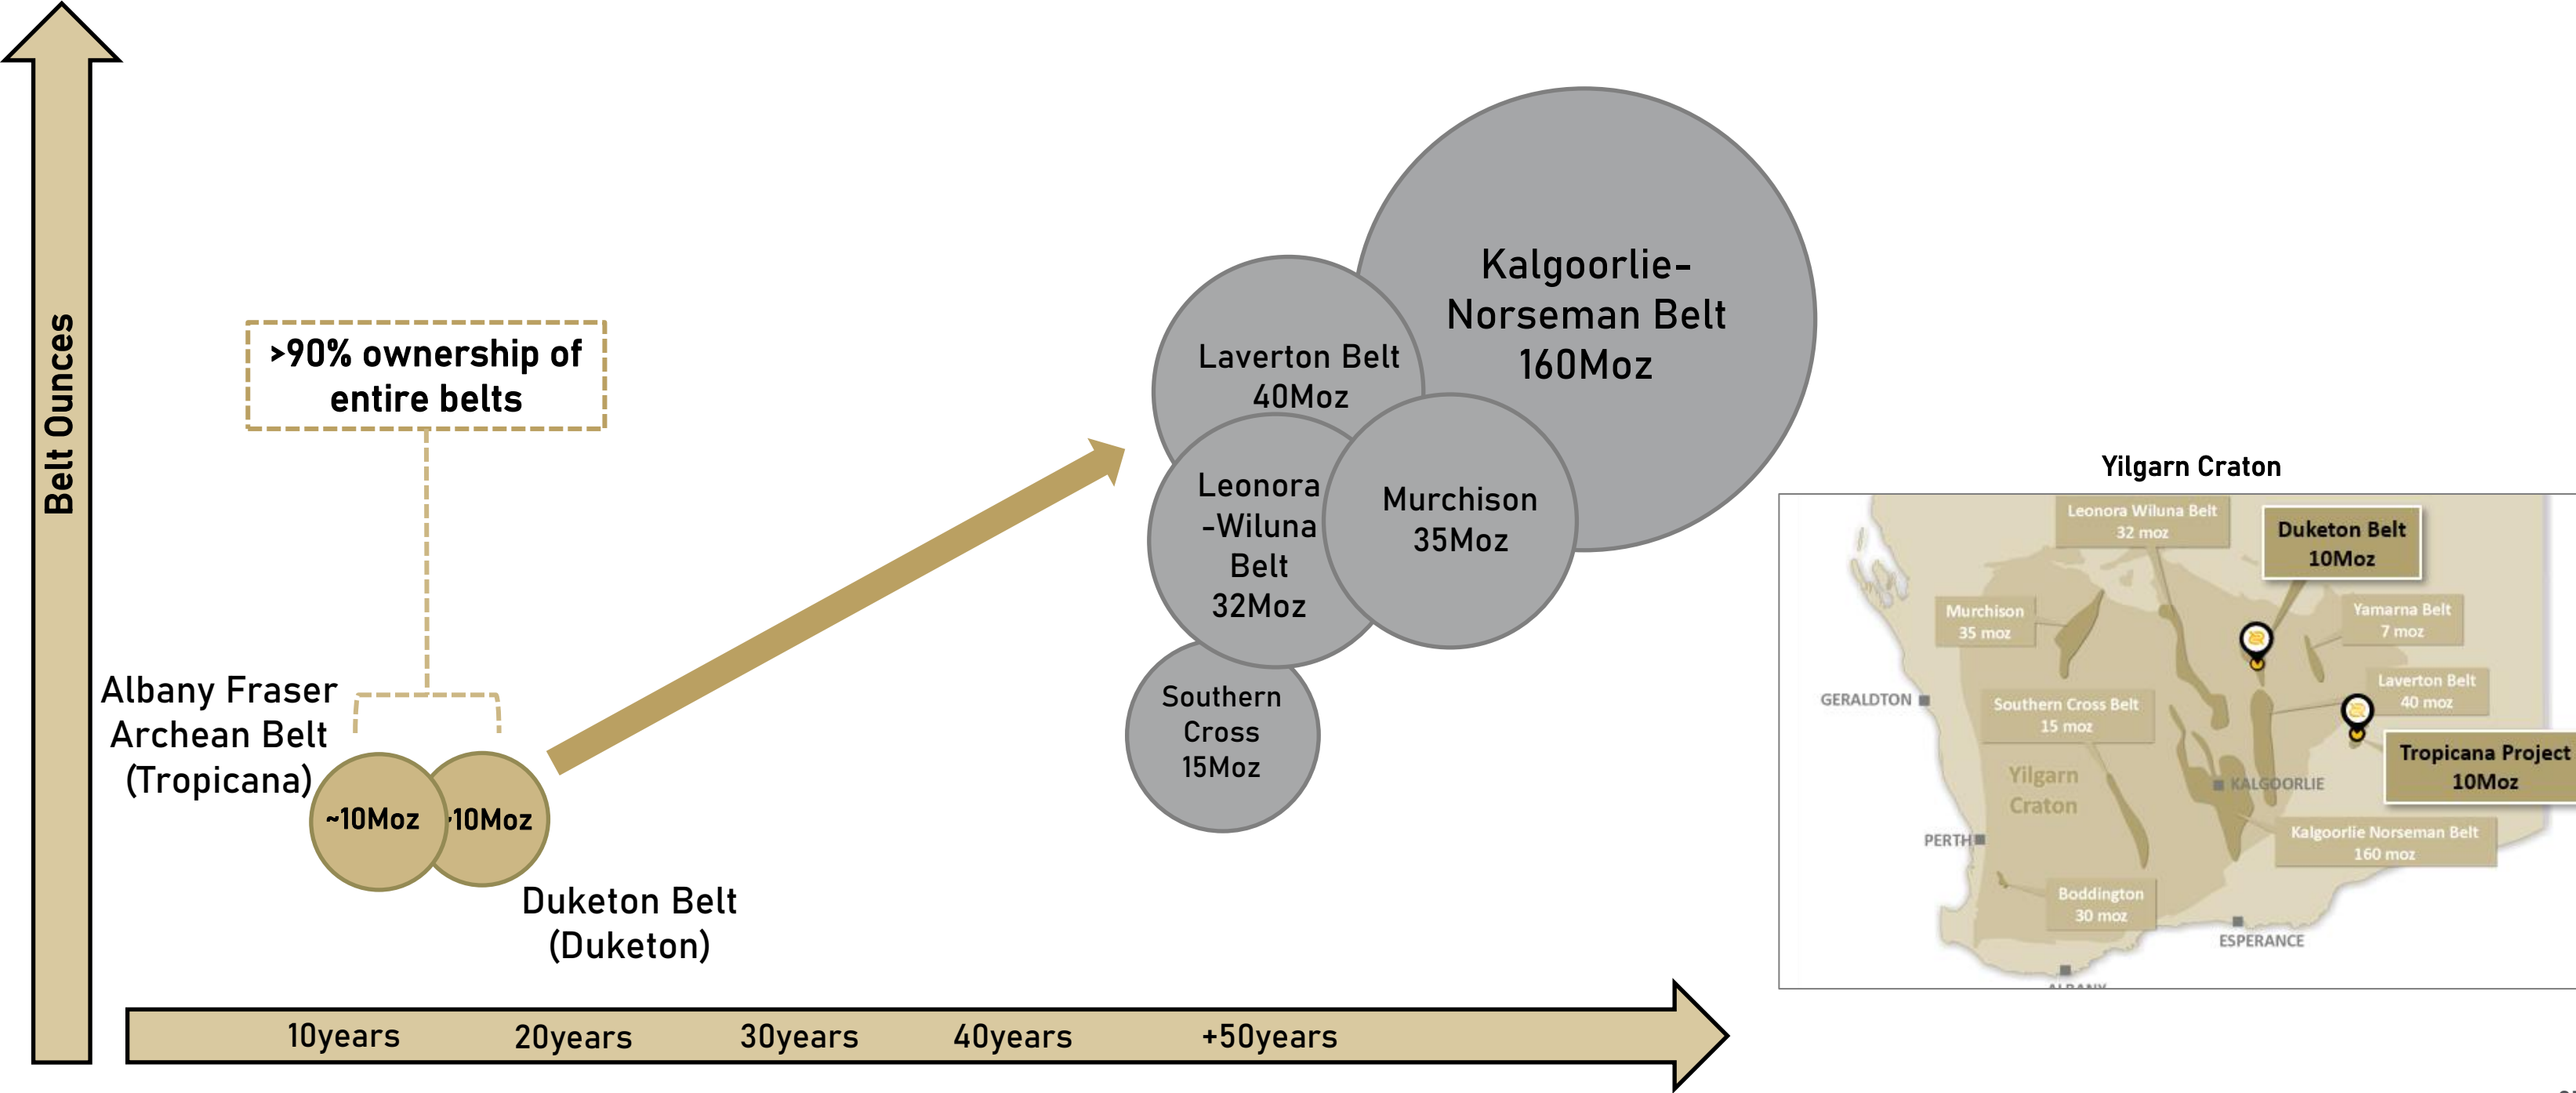 Belt Ounces
>90% ownership of
entire belts
Albany Fraser
Archean Belt
(Tropicana)
~10Moz
10Moz
Duketon Belt
(Duketon)
Kalgoorlie-
Norseman Belt
160Moz
Laverton Belt
40Moz
Leonora
-Wiluna
Belt
32Moz
Murchison
35Moz
Southern
Cross
15Moz
10years
20years
30years
40years
+50years
Yilgarn Craton
Leonora Wiluna Belt
32 moz
Duketon Belt
10Moz
Murchison
35 moz
Yamarna Belt
7 moz
Laverton Belt
40 moz
GERALDTON
Southern Cross Belt
15 moz
Tropicana Project
10Moz
Yilgarn
Craton
KALGOORLIE
PERTH
Kalgoorlie Norseman Belt
160 moz
Boddington
30 moz
ESPERANCE